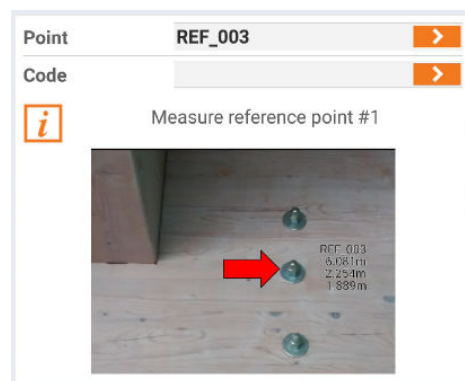 Point REF_003
Code
Measure reference point #1
REF_003
6.081m
2.254m
1.889m